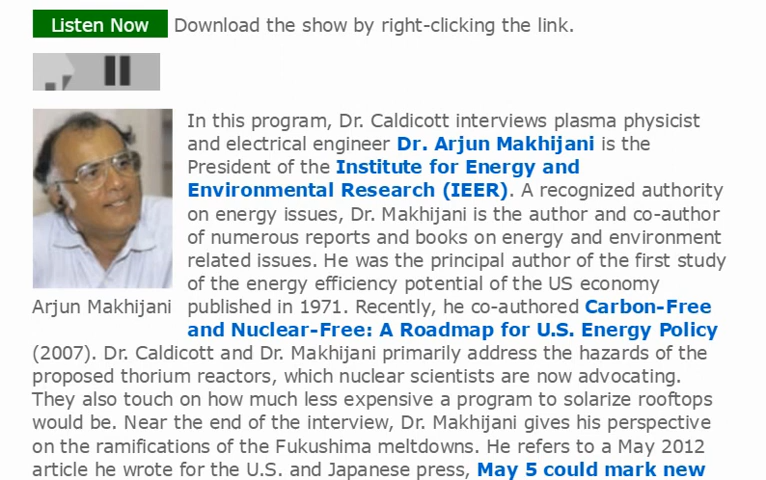 Listen Now Download the show by right-clicking the link.
In this program, Dr. Caldicott interviews plasma physicist
and electrical engineer Dr. Arjun Makhijani is the
President of the Institute for Energy and
Environmental Research (IEER). A recognized authority
on energy issues, Dr. Makhijani is the author and co-author
of numerous reports and books on energy and environment
related issues. He was the principal author of the first study
of the energy efficiency potential of the US economy
Arjun Makhijani published in 1971. Recently, he co-authored Carbon-Free
and Nuclear-Free: A Roadmap for U.S. Energy Policy
(2007). Dr. Caldicott and Dr. Makhijani primarily address the hazards of the
proposed thorium reactors, which nuclear scientists are now advocating.
They also touch on how much less expensive a program to solarize rooftops
would be. Near the end of the interview, Dr. Makhijani gives his perspective
on the ramifications of the Fukushima meltdowns. He refers to a May 2012
article he wrote for the U.S. and Japanese press, May 5 could mark new